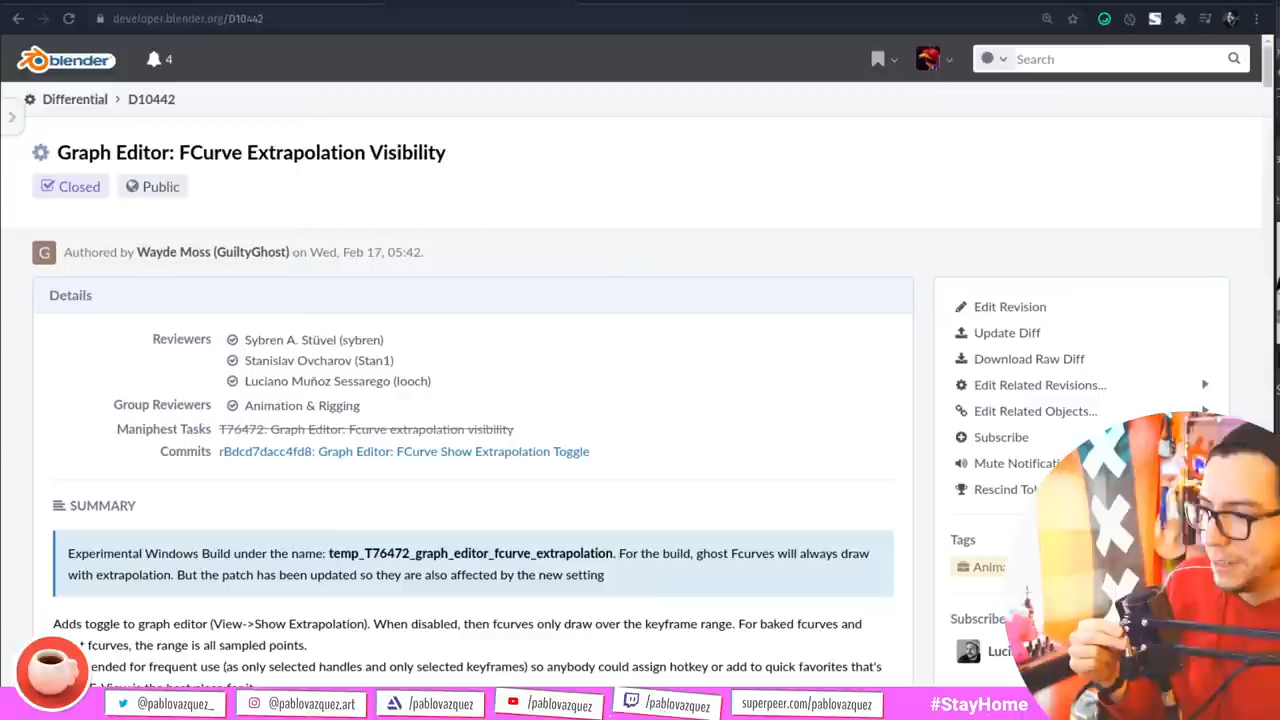 developer.blender.org/D10442
blender 4 Search
Differential > D10442
Graph Editor: FCurve Extrapolation Visibility
Closed Public
G Authored by Wayde Moss (GuiltyGhost) on Wed, Feb 17, 05:42.
Details
Reviewers Sybren A. Stüvel (sybren)
Stanislav Ovcharov (Stan1)
Luciano Muñoz Sessarego (looch)
Group Reviewers Animation & Rigging
Maniphest Tasks T76472: Graph Editor: Fcurve extrapolation visibility
Commits rBdcd7dacc4fd8: Graph Editor: FCurve Show Extrapolation Toggle
SUMMARY
Experimental Windows Build under the name: temp_T76472_graph_editor_fcurve_extrapolation. For the build, ghost Fcurves will always draw
with extrapolation. But the patch has been updated so they are also affected by the new setting
Adds toggle to graph editor (View->Show Extrapolation). When disabled, then fcurves only draw over the keyframe range. For baked fcurves and
t fcurves, the range is all sampled points.
ended for frequent use (as only selected handles and only selected keyframes) so anybody could assign hotkey or add to quick favorites that's
Edit Revision
Update Diff
Download Raw Diff
Edit Related Revisions...
Edit Related Objects...
Subscribe
Mute Notificati
Rescind Tok
Tags
Anima
Subscribe
Luci
@pablovazquez_ @pablovazquez.art /pablovazquez /pablovazquez /pablovazquez superpeer.com/pablovazquez #StayHome